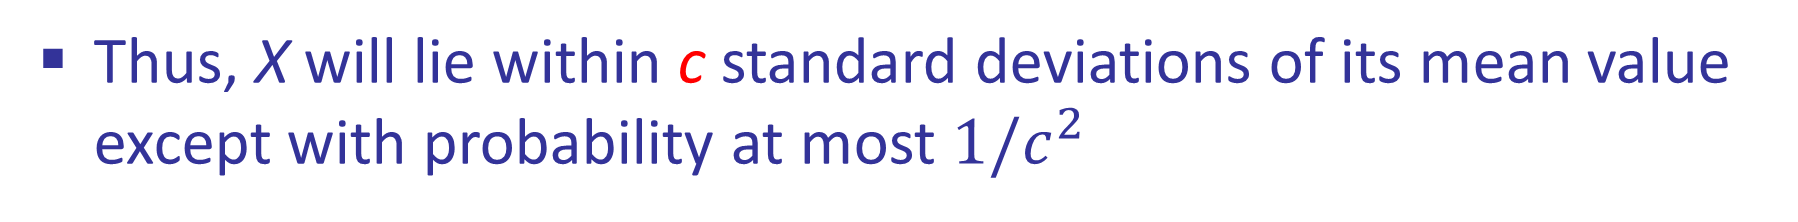 ▪ Thus, X will lie within c standard deviations of its mean value
except with probability at most 1/c²